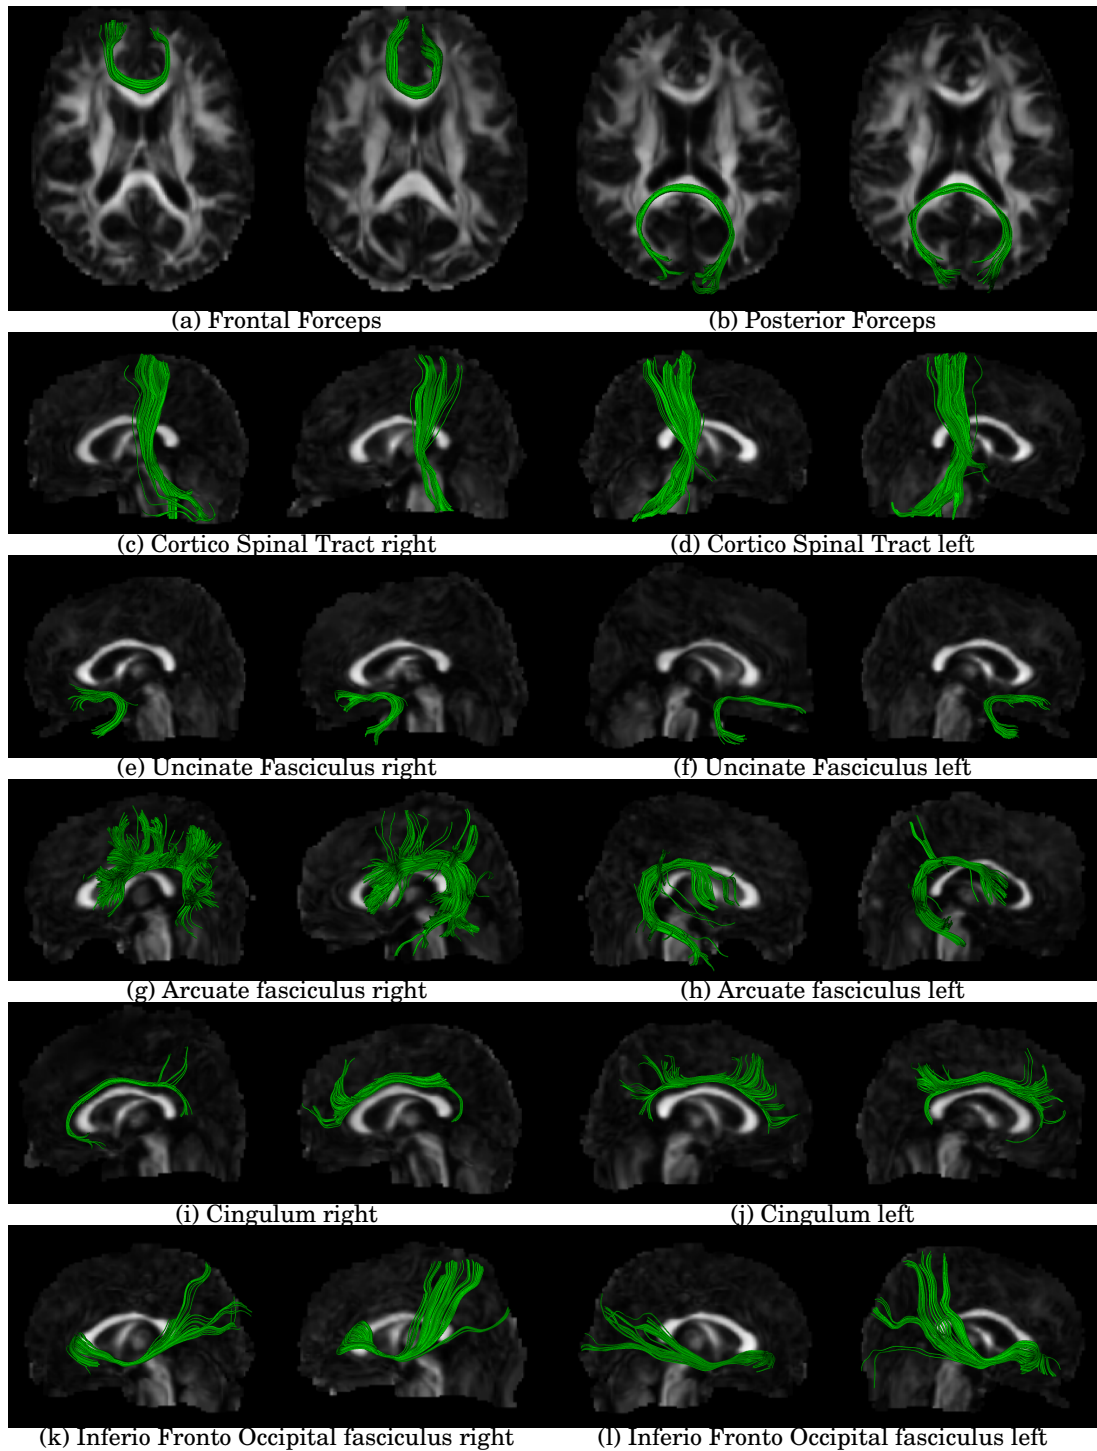 (a) Frontal Forceps
(b) Posterior Forceps
(c) Cortico Spinal Tract right
(d) Cortico Spinal Tract left
(e) Uncinate Fasciculus right
(f) Uncinate Fasciculus left
(g) Arcuate fasciculus right
(h) Arcuate fasciculus left
(i) Cingulum right
(j) Cingulum left
(k) Inferio Fronto Occipital fasciculus right
(l) Inferio Fronto Occipital fasciculus left